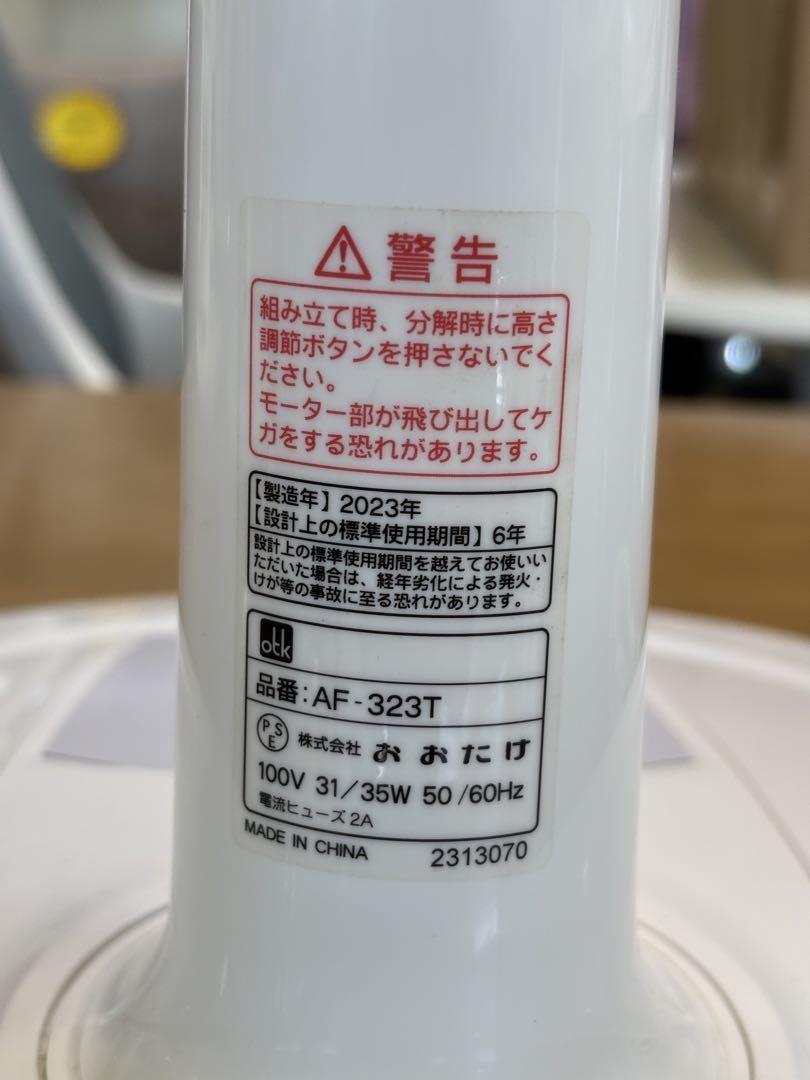 警告
組み立て時、分解時に高さ
調節ボタンを押さないでく
ださい。
モーター部が飛び出してケ
ガをする恐れがあります。
【製造年】2023年
【設計上の標準使用期間】6年
設計上の標準使用期間を越えてお使いい
ただいた場合は、経年劣化による発火・
けが等の事故に至る恐れがあります。
otk
品番:AF-323T
PSE 株式会社 おおたけ
100V 31/35W 50/60Hz
電流ヒューズ2A
MADE IN CHINA 2313070